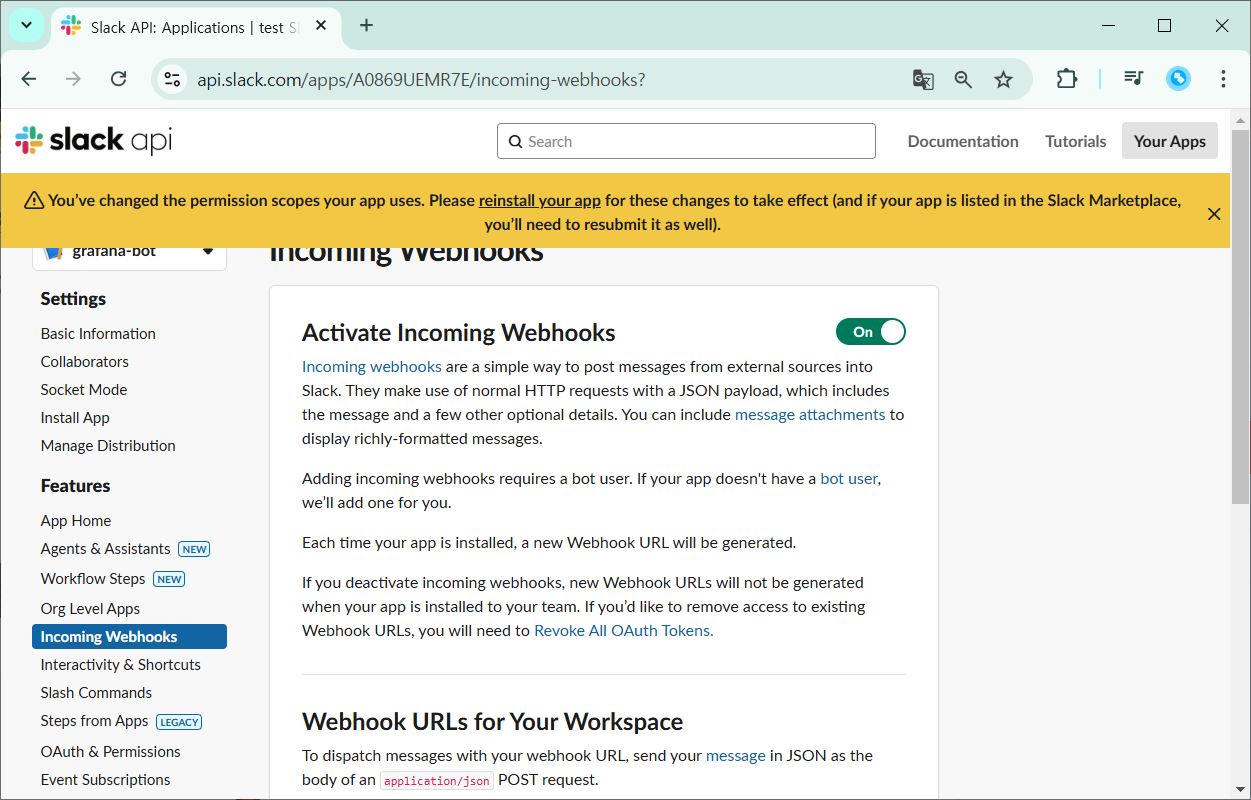 Slack API: Applications | test S
api.slack.com/apps/A0869UEMR7E/incoming-webhooks?
slack api
Search
Documentation
Tutorials
Your Apps
You've changed the permission scopes your app uses. Please reinstall your app for these changes to take effect (and if your app is listed in the Slack Marketplace,
you'll need to resubmit it as well).
grafana-bot
Settings
Basic Information
Collaborators
Socket Mode
Install App
Manage Distribution
Features
App Home
Agents & Assistants NEW
Workflow Steps NEW
Org Level Apps
Incoming Webhooks
Interactivity & Shortcuts
Slash Commands
Steps from Apps LEGACY
OAuth & Permissions
Event Subscriptions
Incoming Webhooks
Activate Incoming Webhooks
On
Incoming webhooks are a simple way to post messages from external sources into
Slack. They make use of normal HTTP requests with a JSON payload, which includes
the message and a few other optional details. You can include message attachments to
display richly-formatted messages.
Adding incoming webhooks requires a bot user. If your app doesn't have a bot user,
we'll add one for you.
Each time your app is installed, a new Webhook URL will be generated.
If you deactivate incoming webhooks, new Webhook URLs will not be generated
when your app is installed to your team. If you'd like to remove access to existing
Webhook URLs, you will need to Revoke All OAuth Tokens.
Webhook URLs for Your Workspace
To dispatch messages with your webhook URL, send your message in JSON as the
body of an application/json POST request.